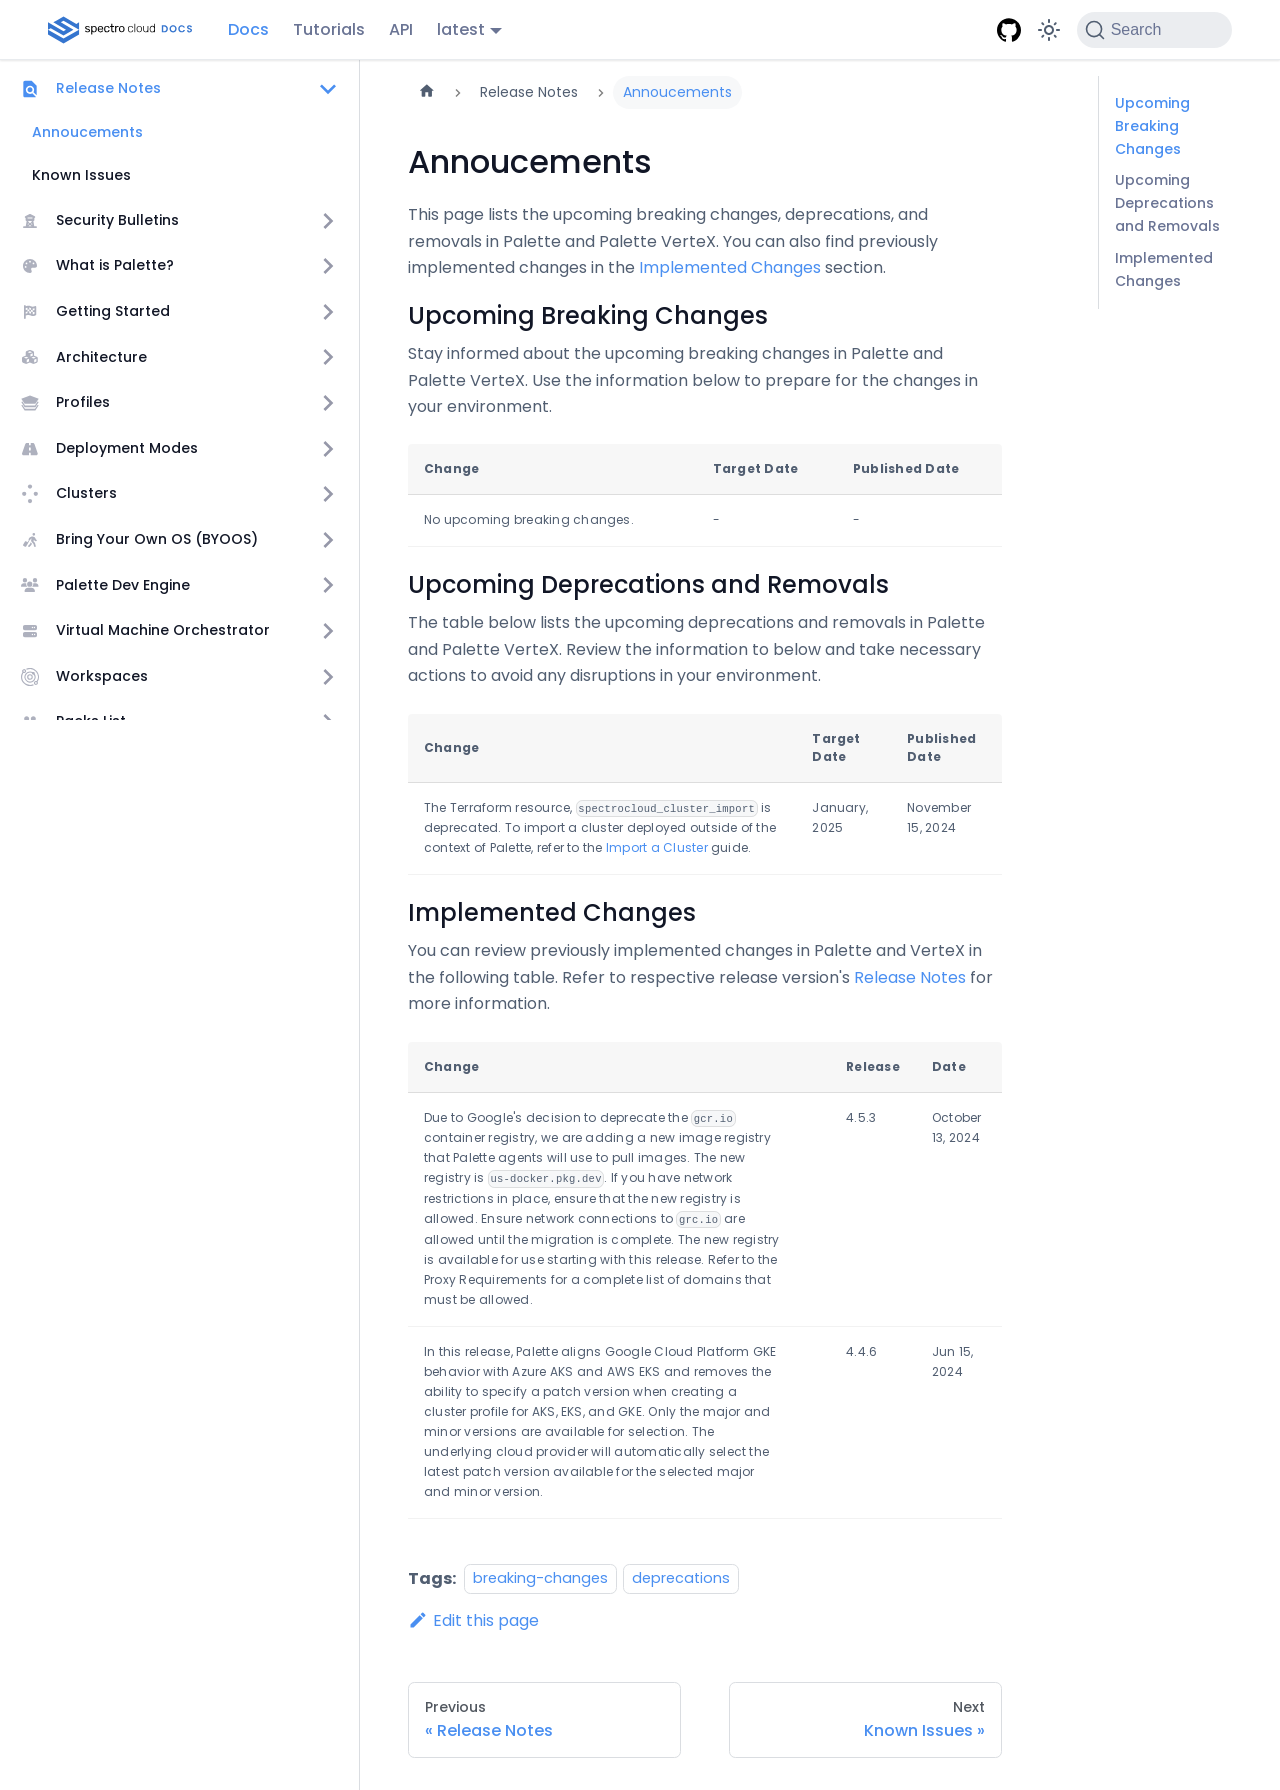 spectro cloud DOCS
Docs
Tutorials
API
latest
Search
Release Notes
Annoucements
Known Issues
Security Bulletins
What is Palette?
Getting Started
Architecture
Profiles
Deployment Modes
Clusters
Bring Your Own OS (BYOOS)
Palette Dev Engine
Virtual Machine Orchestrator
Workspaces
Packs List
Release Notes
Annoucements
Annoucements
This page lists the upcoming breaking changes, deprecations, and
removals in Palette and Palette VerteX. You can also find previously
implemented changes in the Implemented Changes section.
Upcoming Breaking Changes
Stay informed about the upcoming breaking changes in Palette and
Palette VerteX. Use the information below to prepare for the changes in
your environment.
Change Target Date Published Date
No upcoming breaking changes. - -
Upcoming Deprecations and Removals
The table below lists the upcoming deprecations and removals in Palette
and Palette VerteX. Review the information to below and take necessary
actions to avoid any disruptions in your environment.
Change
Target
Date
Published
Date
The Terraform resource, spectrocloud_cluster_import is
deprecated. To import a cluster deployed outside of the
context of Palette, refer to the Import a Cluster guide.
January,
2025
November
15, 2024
Implemented Changes
You can review previously implemented changes in Palette and VerteX in
the following table. Refer to respective release version's Release Notes for
more information.
Change Release Date
Due to Google's decision to deprecate the gcr.io
container registry, we are adding a new image registry
that Palette agents will use to pull images. The new
registry is us-docker.pkg.dev. If you have network
restrictions in place, ensure that the new registry is
allowed. Ensure network connections to grc.io are
allowed until the migration is complete. The new registry
is available for use starting with this release. Refer to the
Proxy Requirements for a complete list of domains that
must be allowed.
4.5.3
October
13, 2024
In this release, Palette aligns Google Cloud Platform GKE
behavior with Azure AKS and AWS EKS and removes the
ability to specify a patch version when creating a
cluster profile for AKS, EKS, and GKE. Only the major and
minor versions are available for selection. The
underlying cloud provider will automatically select the
latest patch version available for the selected major
and minor version.
4.4.6
Jun 15,
2024
Tags: breaking-changes deprecations
Edit this page
Previous
« Release Notes
Next
Known Issues »
Upcoming
Breaking
Changes
Upcoming
Deprecations
and Removals
Implemented
Changes